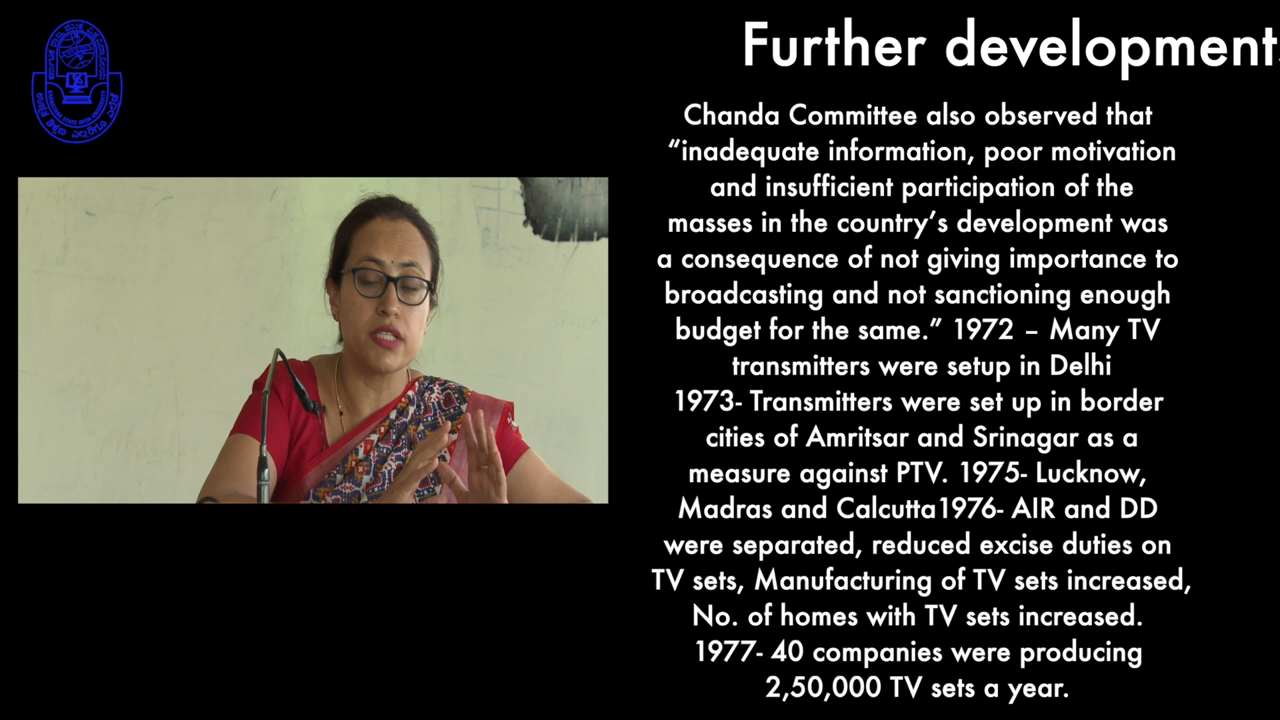 Further development
Chanda Committee also observed that
“inadequate information, poor motivation
and insufficient participation of the
masses in the country’s development was
a consequence of not giving importance to
broadcasting and not sanctioning enough
budget for the same.” 1972 – Many TV
transmitters were setup in Delhi
1973- Transmitters were set up in border
cities of Amritsar and Srinagar as a
measure against PTV. 1975- Lucknow,
Madras and Calcutta1976- AIR and DD
were separated, reduced excise duties on
TV sets, Manufacturing of TV sets increased,
No. of homes with TV sets increased.
1977- 40 companies were producing
2,50,000 TV sets a year.